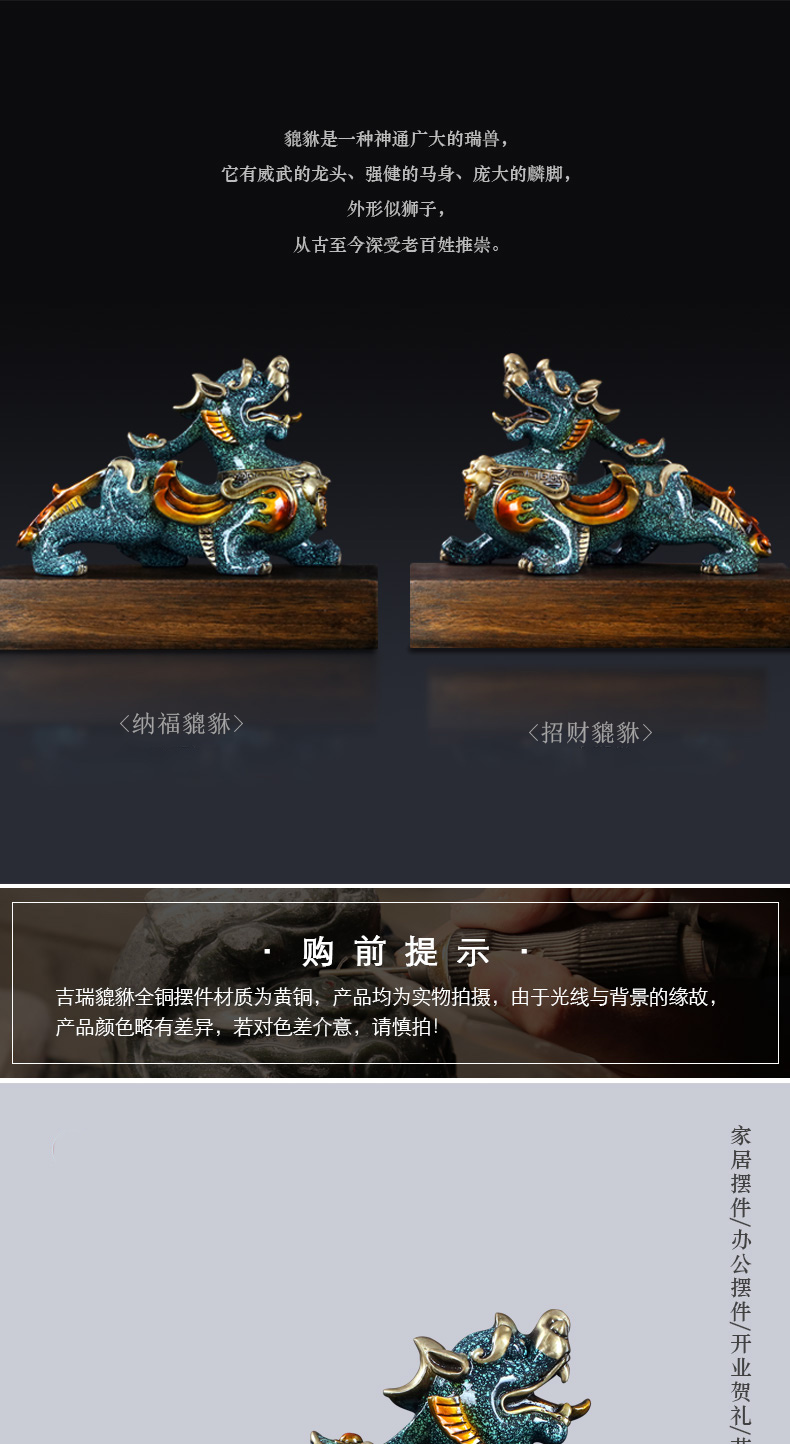 貔貅是一种神通广大的瑞兽，
它有威武的龙头、强健的马身、庞大的麟脚，
外形似狮子，
从古至今深受老百姓推崇。
〈纳福貔貅〉
〈招财貔貅〉
· 购前提示 ·
吉瑞貔貅全铜摆件材质为黄铜，产品均为实物拍摄，由于光线与背景的缘故，
产品颜色略有差异，若对色差介意，请慎拍！
家居摆件/办公摆件/开业贺礼/